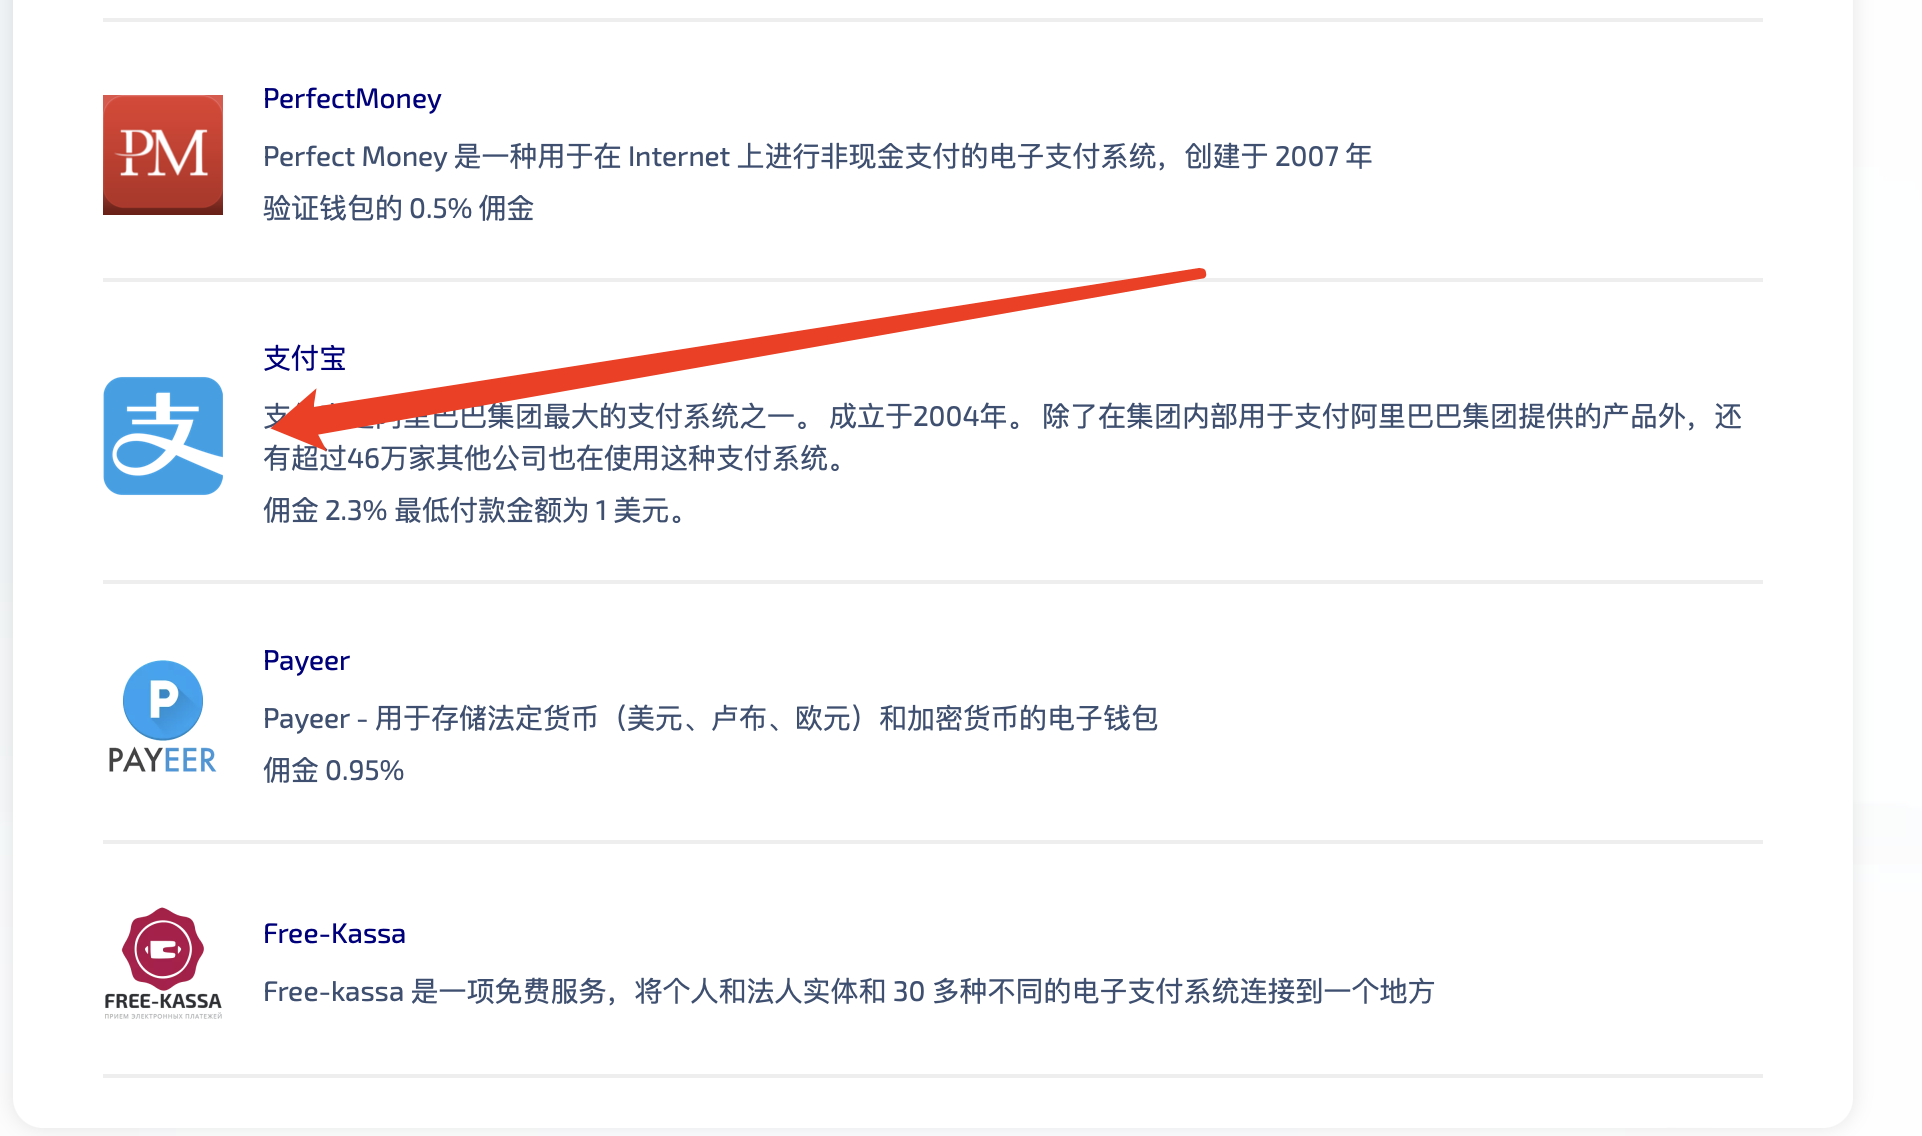 PerfectMoney
PM
Perfect Money 是一种用于在 Internet 上进行非现金支付的电子支付系统，创建于 2007 年
验证钱包的 0.5% 佣金
支付宝
支
支 里巴巴集团最大的支付系统之一。 成立于2004年。 除了在集团内部用于支付阿里巴巴集团提供的产品外，还
有超过46万家其他公司也在使用这种支付系统。
佣金 2.3% 最低付款金额为 1 美元。
Payeer
P
Payeer - 用于存储法定货币（美元、卢布、欧元）和加密货币的电子钱包
PAYEER
佣金 0.95%
Free-Kassa
Free-kassa 是一项免费服务，将个人和法人实体和 30 多种不同的电子支付系统连接到一个地方
FREE-KASSA
ПРИЕМ ЭЛЕКТРОННЫХ ПЛАТЕЖЕЙ